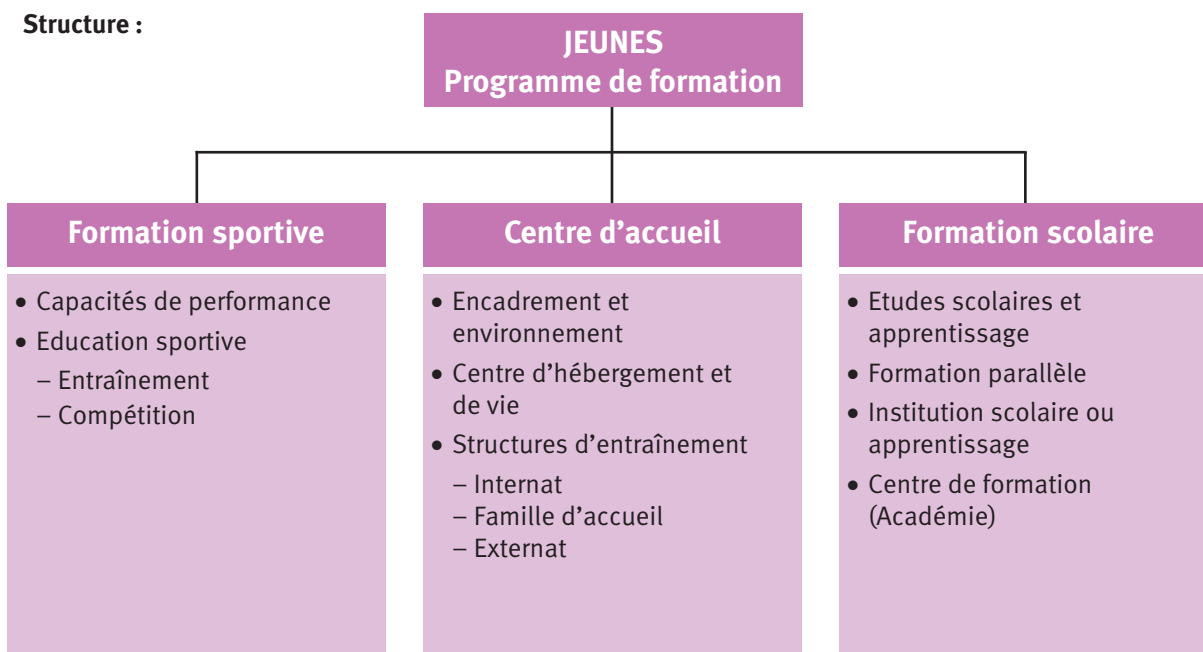 Structure :
JEUNES
Programme de formation
Formation sportive
• Capacités de performance
• Education sportive
– Entraînement
– Compétition
Centre d’accueil
• Encadrement et
environnement
• Centre d’hébergement et
de vie
• Structures d’entraînement
– Internat
– Famille d’accueil
– Externat
Formation scolaire
• Etudes scolaires et
apprentissage
• Formation parallèle
• Institution scolaire ou
apprentissage
• Centre de formation
(Académie)